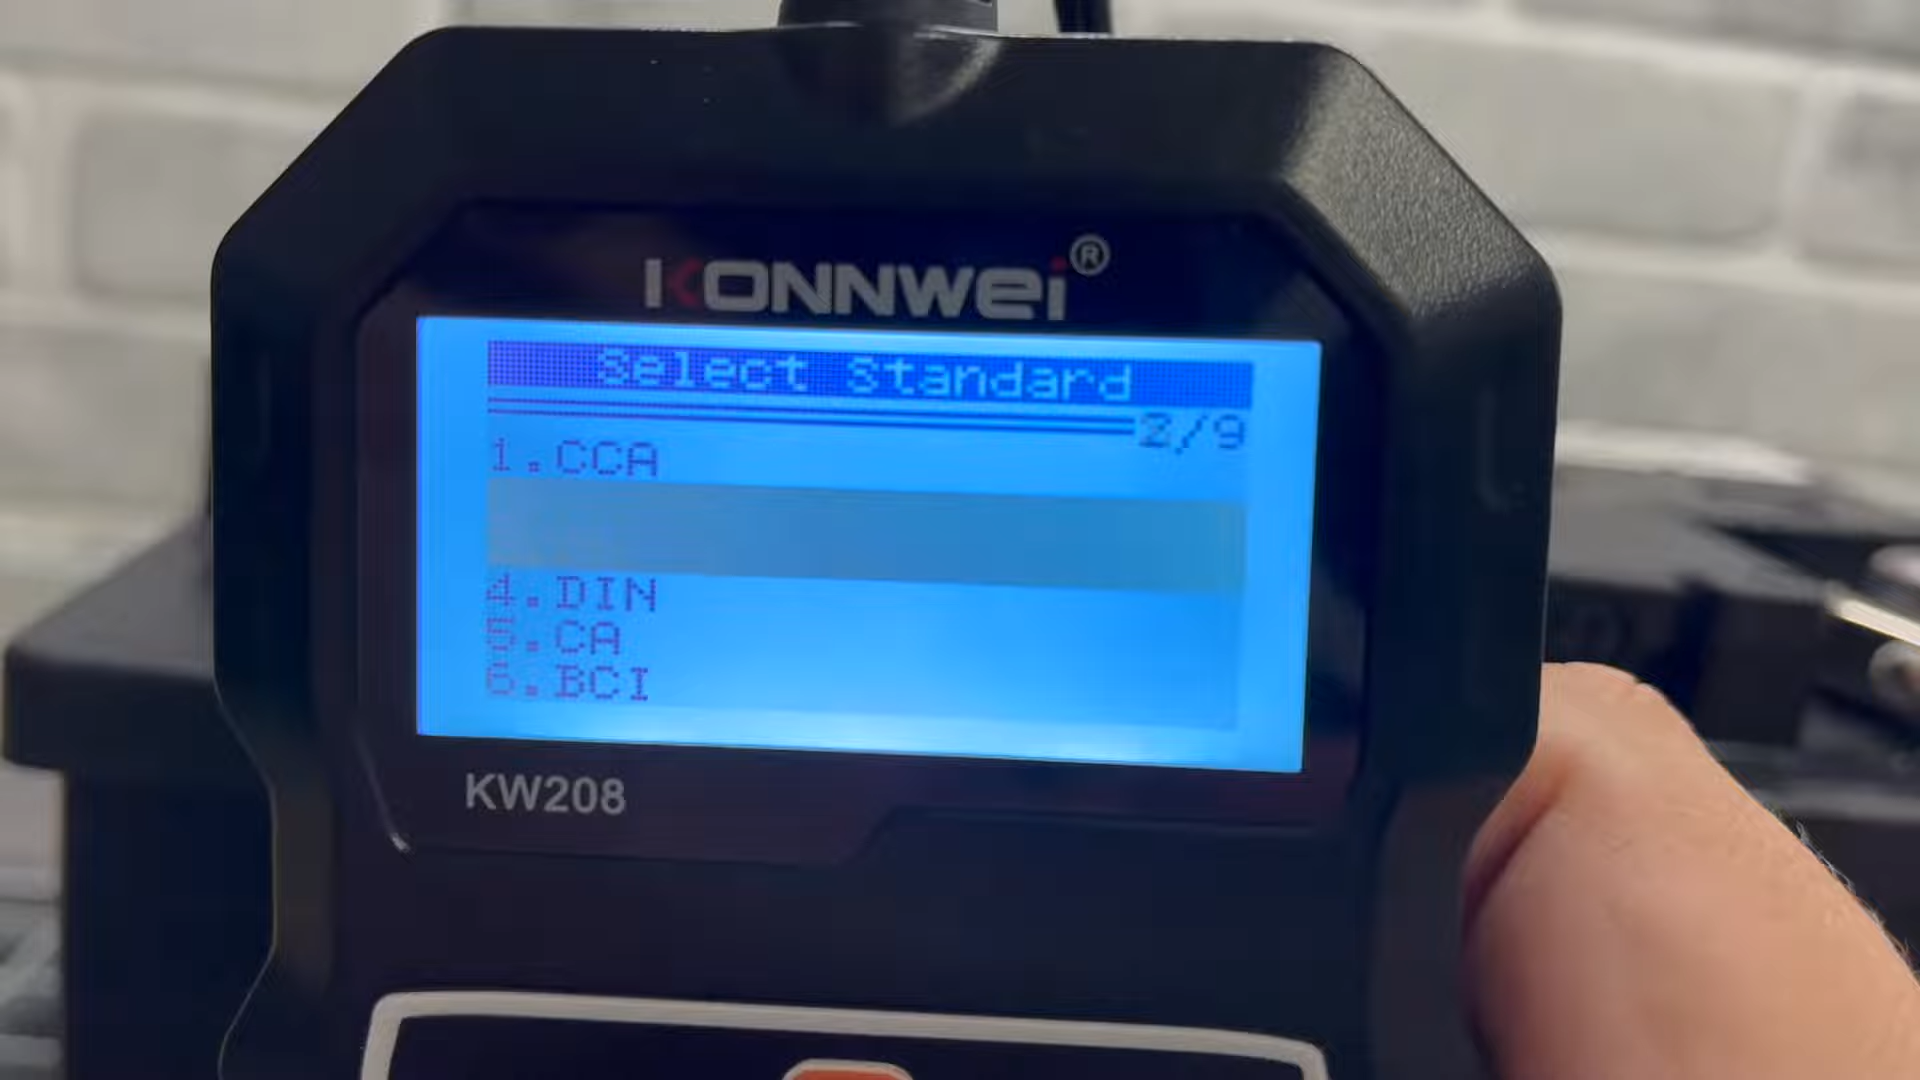 KONNWEI®
Select Standard
2/9
1.CCA
4.DIN
5.CA
6.BCI
KW208